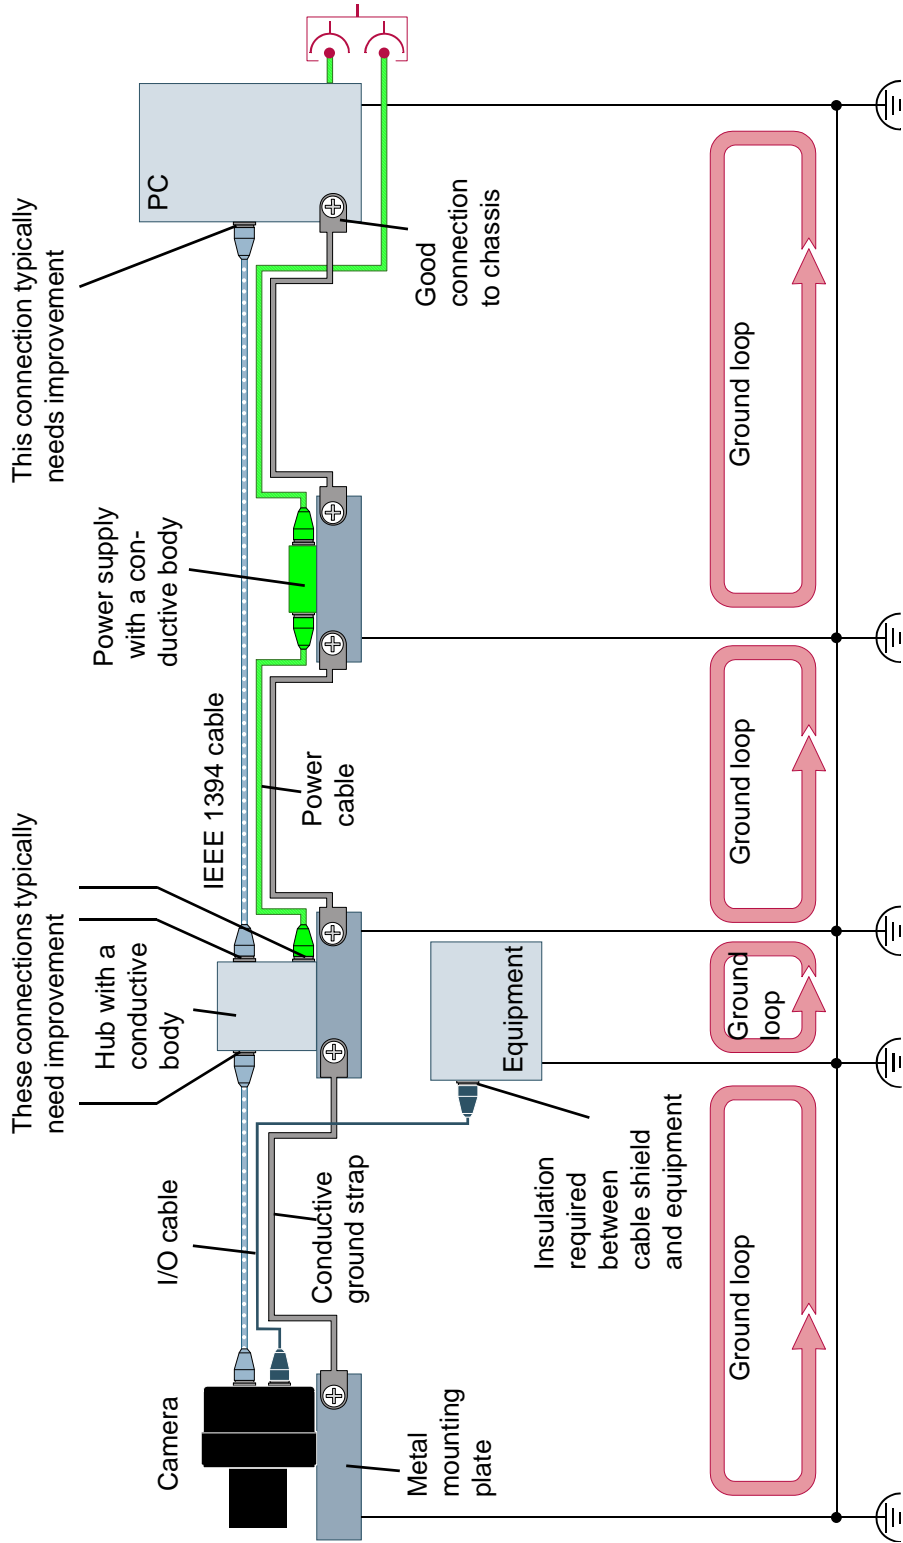 This connection typically
needs improvement
These connections typically
need improvement
PC
Power supply
with a con-
ductive body
IEEE 1394 cable
Hub with a
conductive
body
I/O cable
Camera
Good
connection
to chassis
Power
cable
Conductive
ground strap
Metal
mounting
plate
Equipment
Insulation
required
between
cable shield
and equipment
Ground loop
Ground loop
Ground
loop
Ground loop